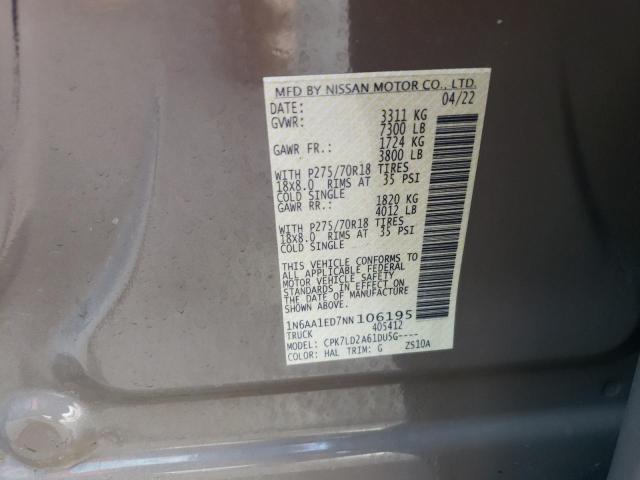 MFD BY NISSAN MOTOR CO., LTD.
DATE: 04/22
GVWR: 3311 KG
7300 LB
GAWR FR.: 1724 KG
3800 LB
WITH P275/70R18 TIRES
18X8.0 RIMS AT 35 PSI
COLD SINGLE
GAWR RR.: 1820 KG
4012 LB
WITH P275/70R18 TIRES
18X8.0 RIMS AT 35 PSI
COLD SINGLE
THIS VEHICLE CONFORMS TO
ALL APPLICABLE FEDERAL
MOTOR VEHICLE SAFETY
STANDARDS IN EFFECT ON
DATE OF MANUFACTURE
1N6AA1ED7NN106195
TRUCK 405412
MODEL: CPK7LD2A61DU5G----
COLOR: HAL TRIM: G ZS10A